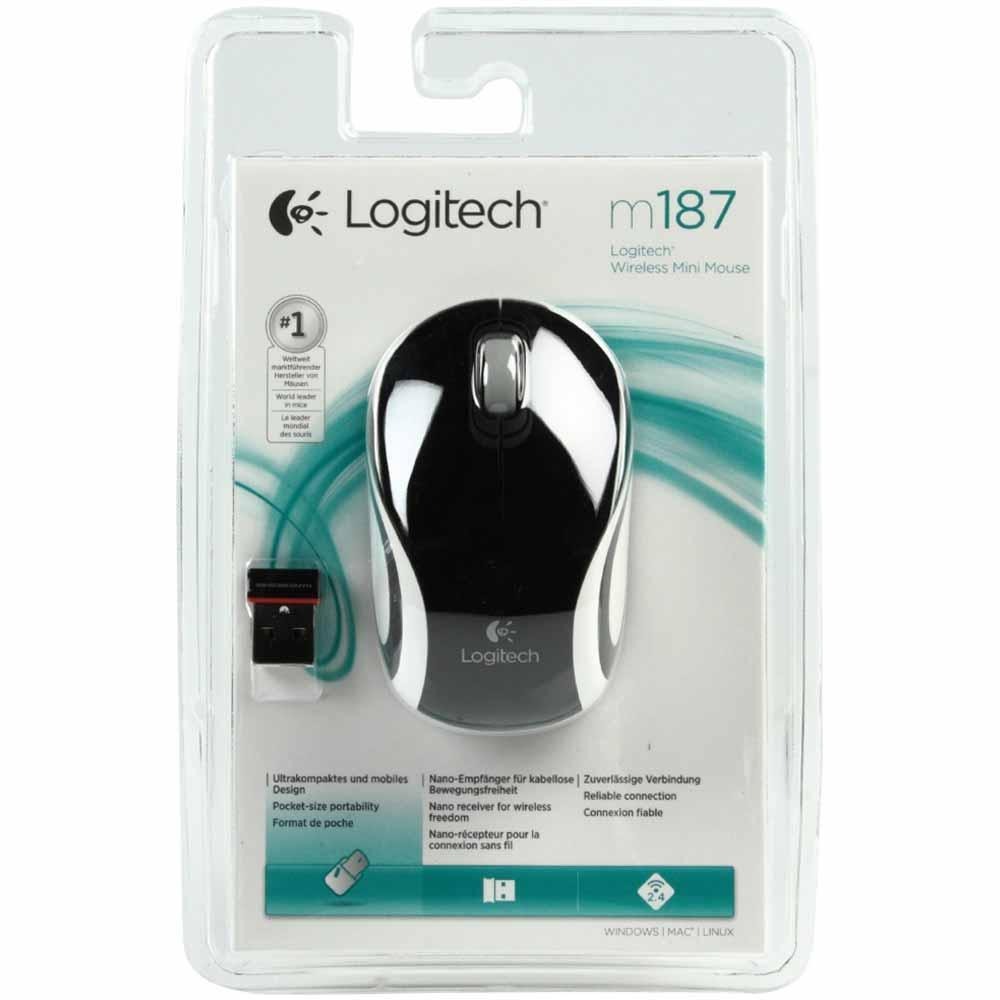 Logitech®
m187
Logitech®
Wireless Mini Mouse
#1
Weltweit
marktführender
Hersteller von
Mäusen
World leader
in mice
Le leader
mondial
des souris
Logitech
Ultrakompaktes und mobiles
Design
Pocket-size portability
Format de poche
Nano-Empfänger für kabellose
Bewegungsfreiheit
Nano receiver for wireless
freedom
Nano-récepteur pour la
connexion sans fil
Zuverlässige Verbindung
Reliable connection
Connexion fiable
2.4
WINDOWS | MAC® | LINUX